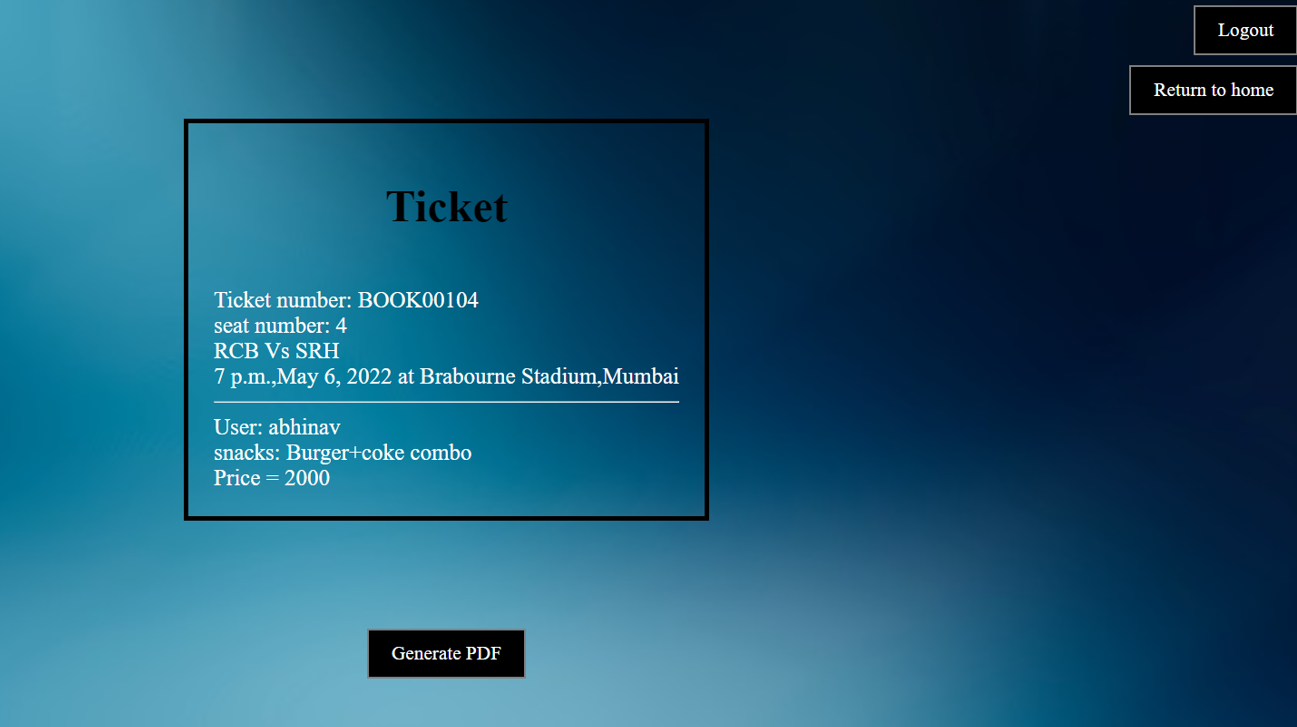 Logout
Return to home
Ticket
Ticket number: BOOK00104
seat number: 4
RCB Vs SRH
7 p.m.,May 6, 2022 at Brabourne Stadium,Mumbai
User: abhinav
snacks: Burger+coke combo
Price = 2000
Generate PDF